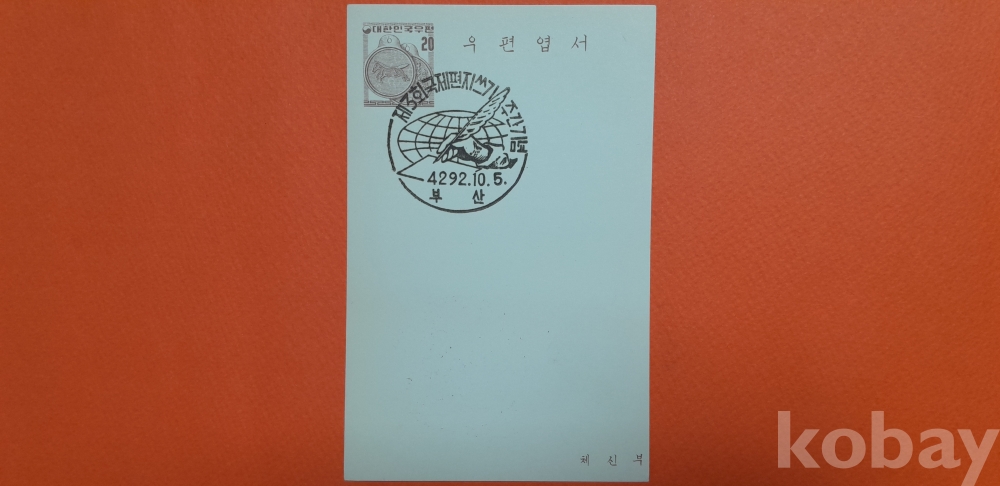 대한민국우편
20
우편엽서
제3회국제편지쓰기주간기념
4292.10.5.
부산
체신부
kobay